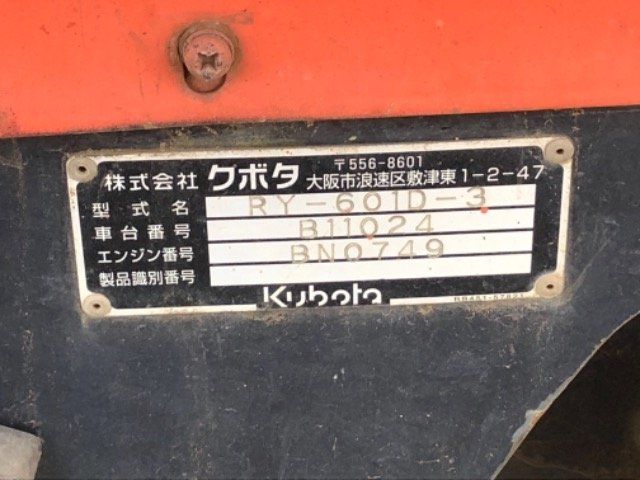 〒556-8601
株式会社 クボタ 大阪市浪速区敷津東1-2-47
型式名 RY-601D-3
車台番号 B11024
エンジン番号 BN0749
製品識別番号
Kubota